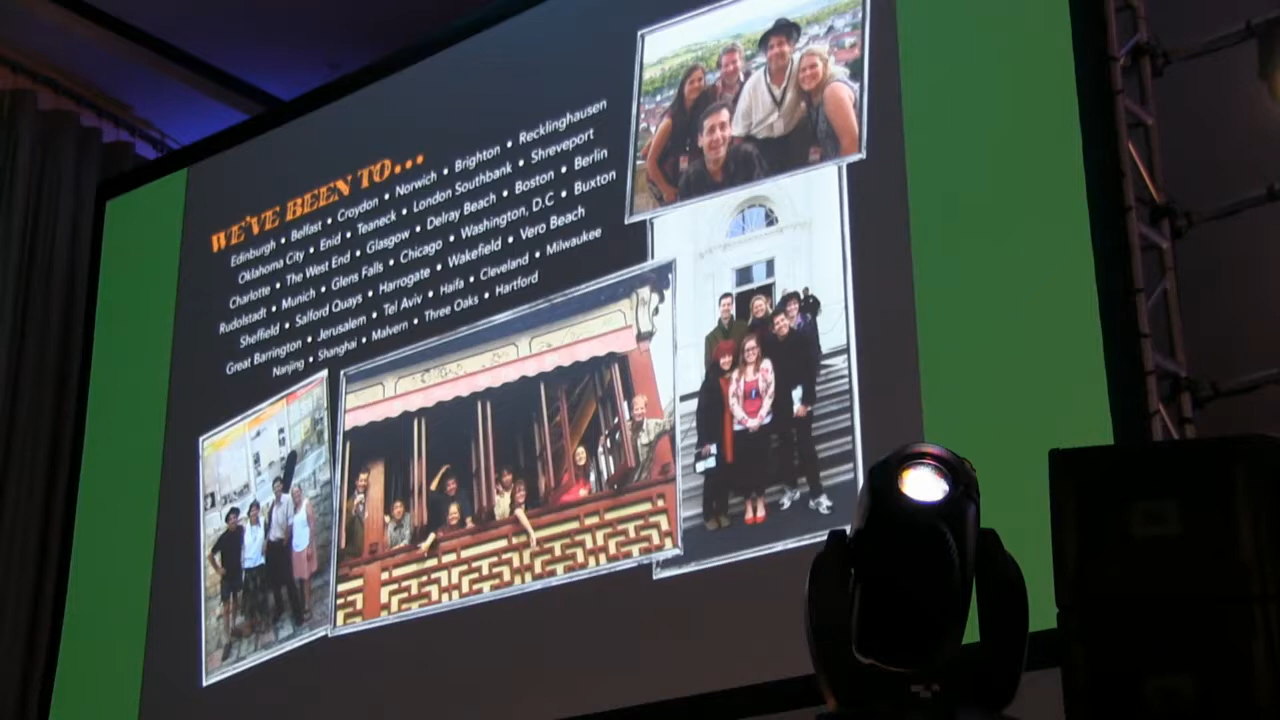 WE'VE BEEN TO...
Edinburgh • Belfast • Croydon • Norwich • Brighton • Recklinghausen
Oklahoma City • Enid • Teaneck • London Southbank • Shreveport
Charlotte • The West End • Glasgow • Delray Beach • Boston • Berlin
Rudolstadt • Munich • Glens Falls • Chicago • Washington, D.C • Buxton
Sheffield • Salford Quays • Harrogate • Wakefield • Vero Beach
Great Barrington • Jerusalem • Tel Aviv • Haifa • Cleveland • Milwaukee
Nanjing • Shanghai • Malvern • Three Oaks • Hartford